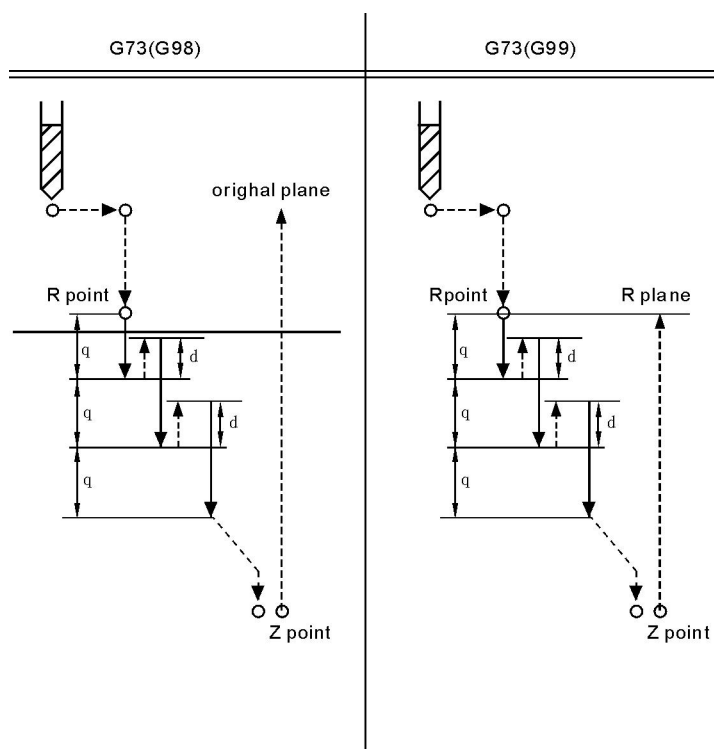 G73(G98)
G73(G99)
orighal plane
R point
q
d
q
d
q
Z point
Rpoint
R plane
q
d
q
d
q
Z point